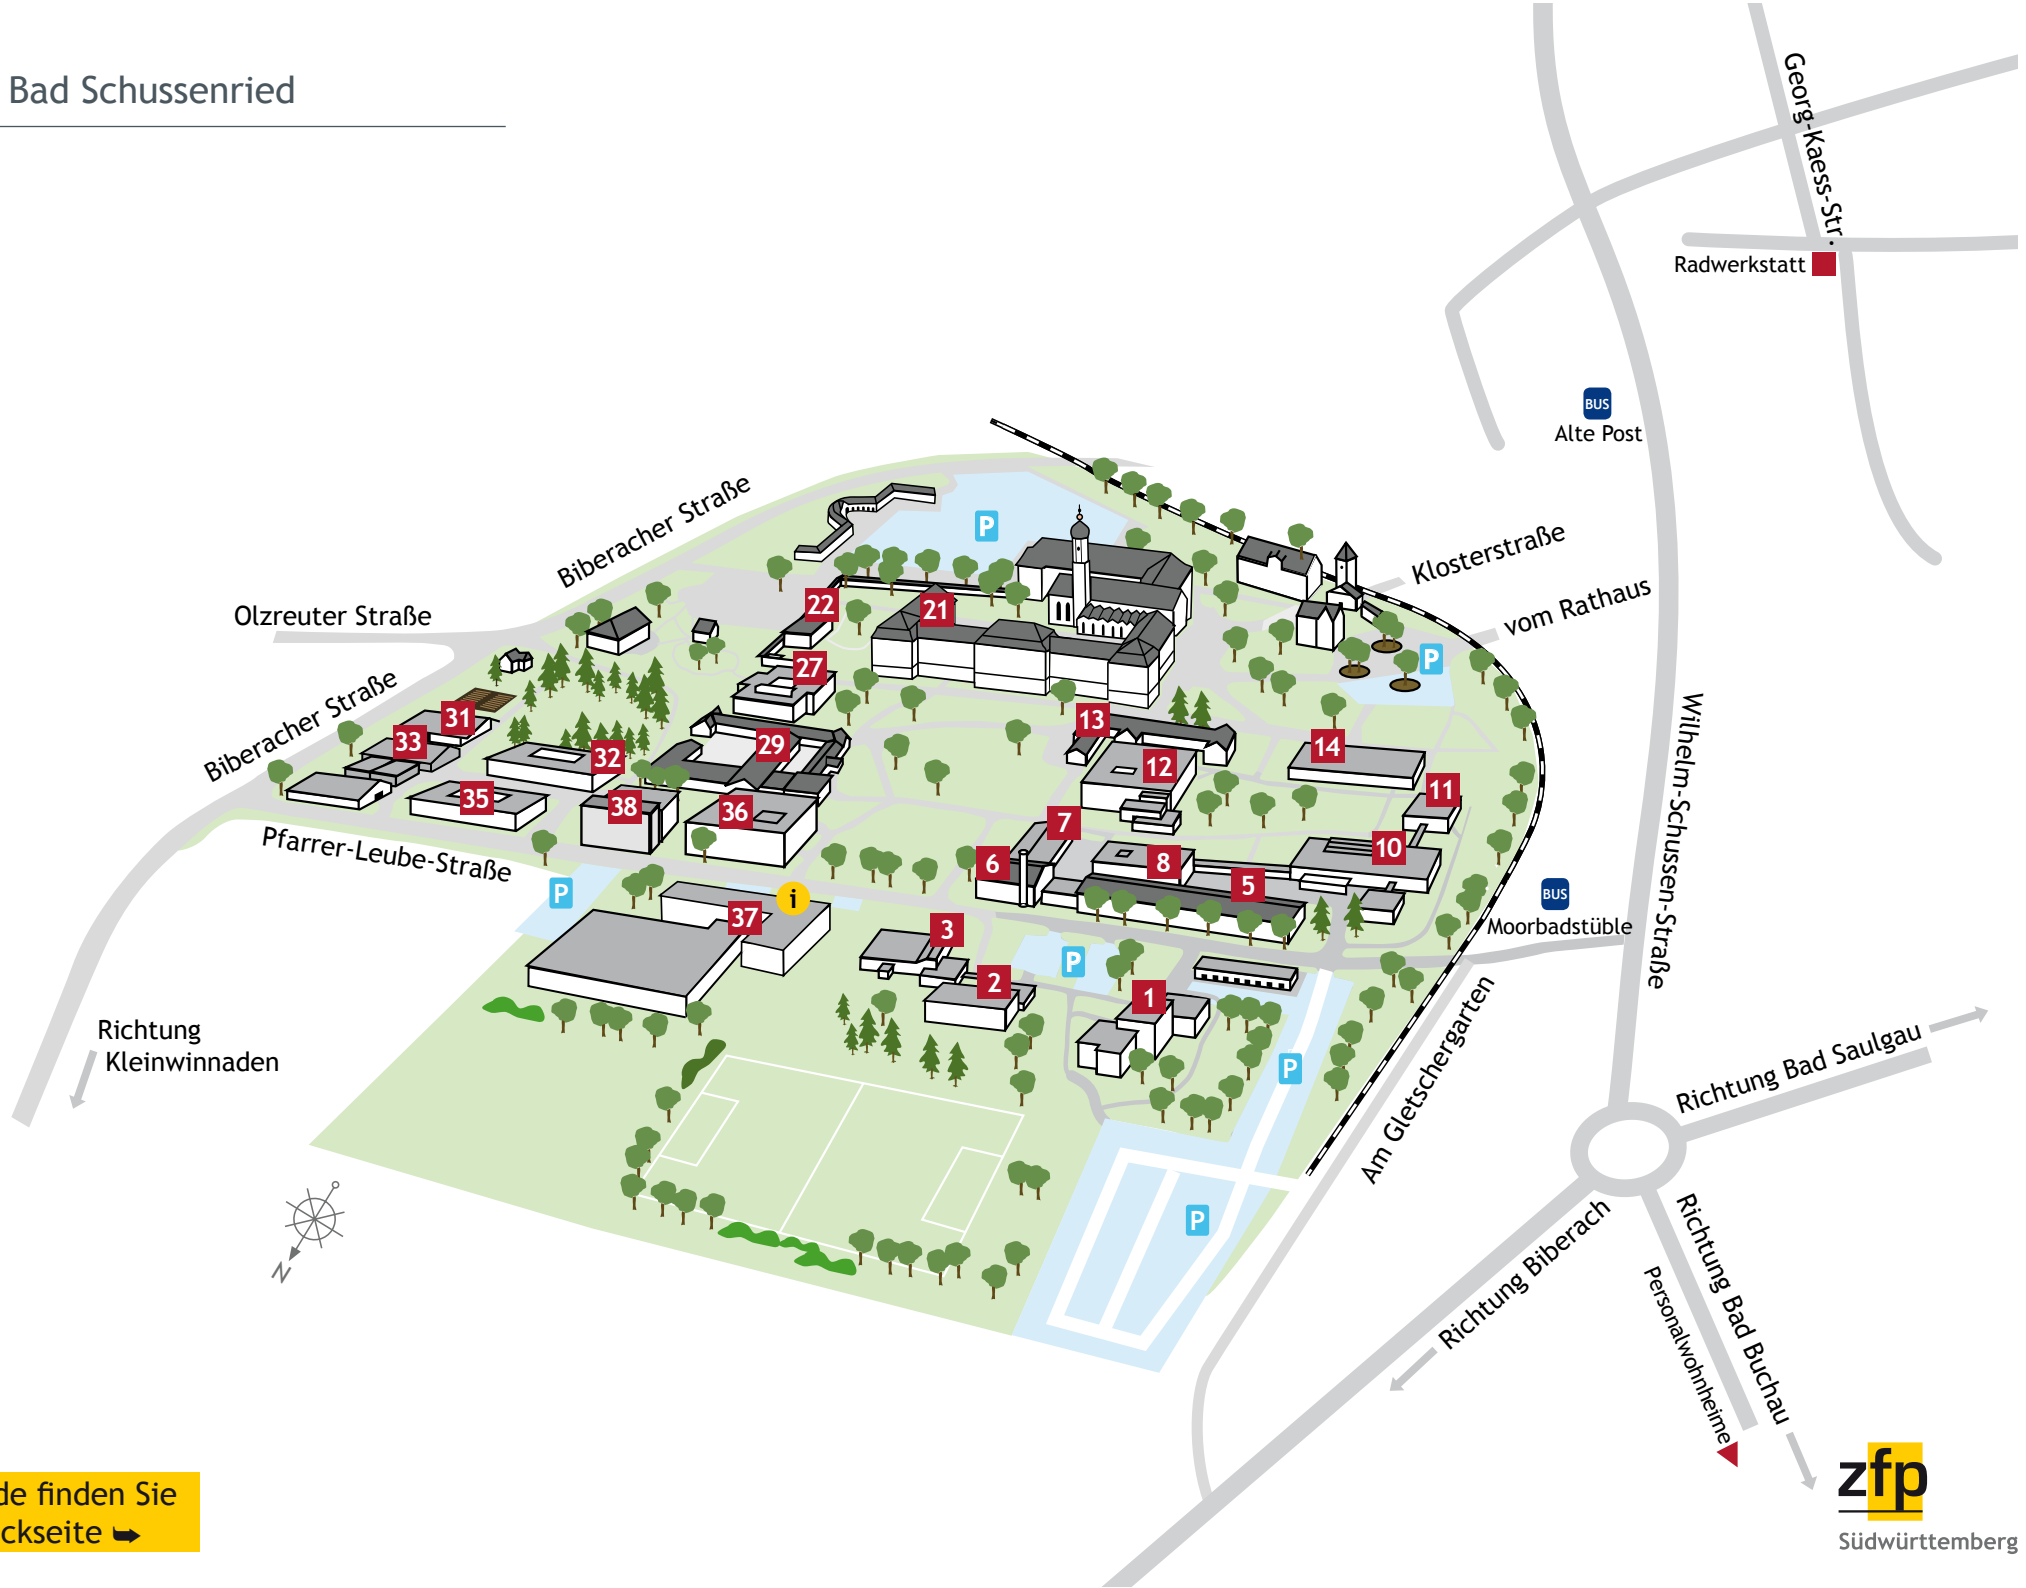 Bad Schussenried
Georg-Kaess-Str.
Radwerkstatt
BUS
Alte Post
Biberacher Straße
P
Klosterstraße
vom Rathaus
Olzreuter Straße
22
21
P
27
Biberacher Straße
31
13
33
29
14
32
12
Wilhelm-Schussen-Straße
35
38
36
11
7
10
Pfarrer-Leube-Straße
6
8
5
P
i
BUS
37
Moorbadstüble
3
P
2
1
Am Gletschergarten
Richtung
Kleinwinnaden
P
Richtung Bad Saulgau
N
P
Richtung Biberach
Richtung Bad Buchau
Personalwohnheime
de finden Sie
ckseite
zfp
Südwürttemberg